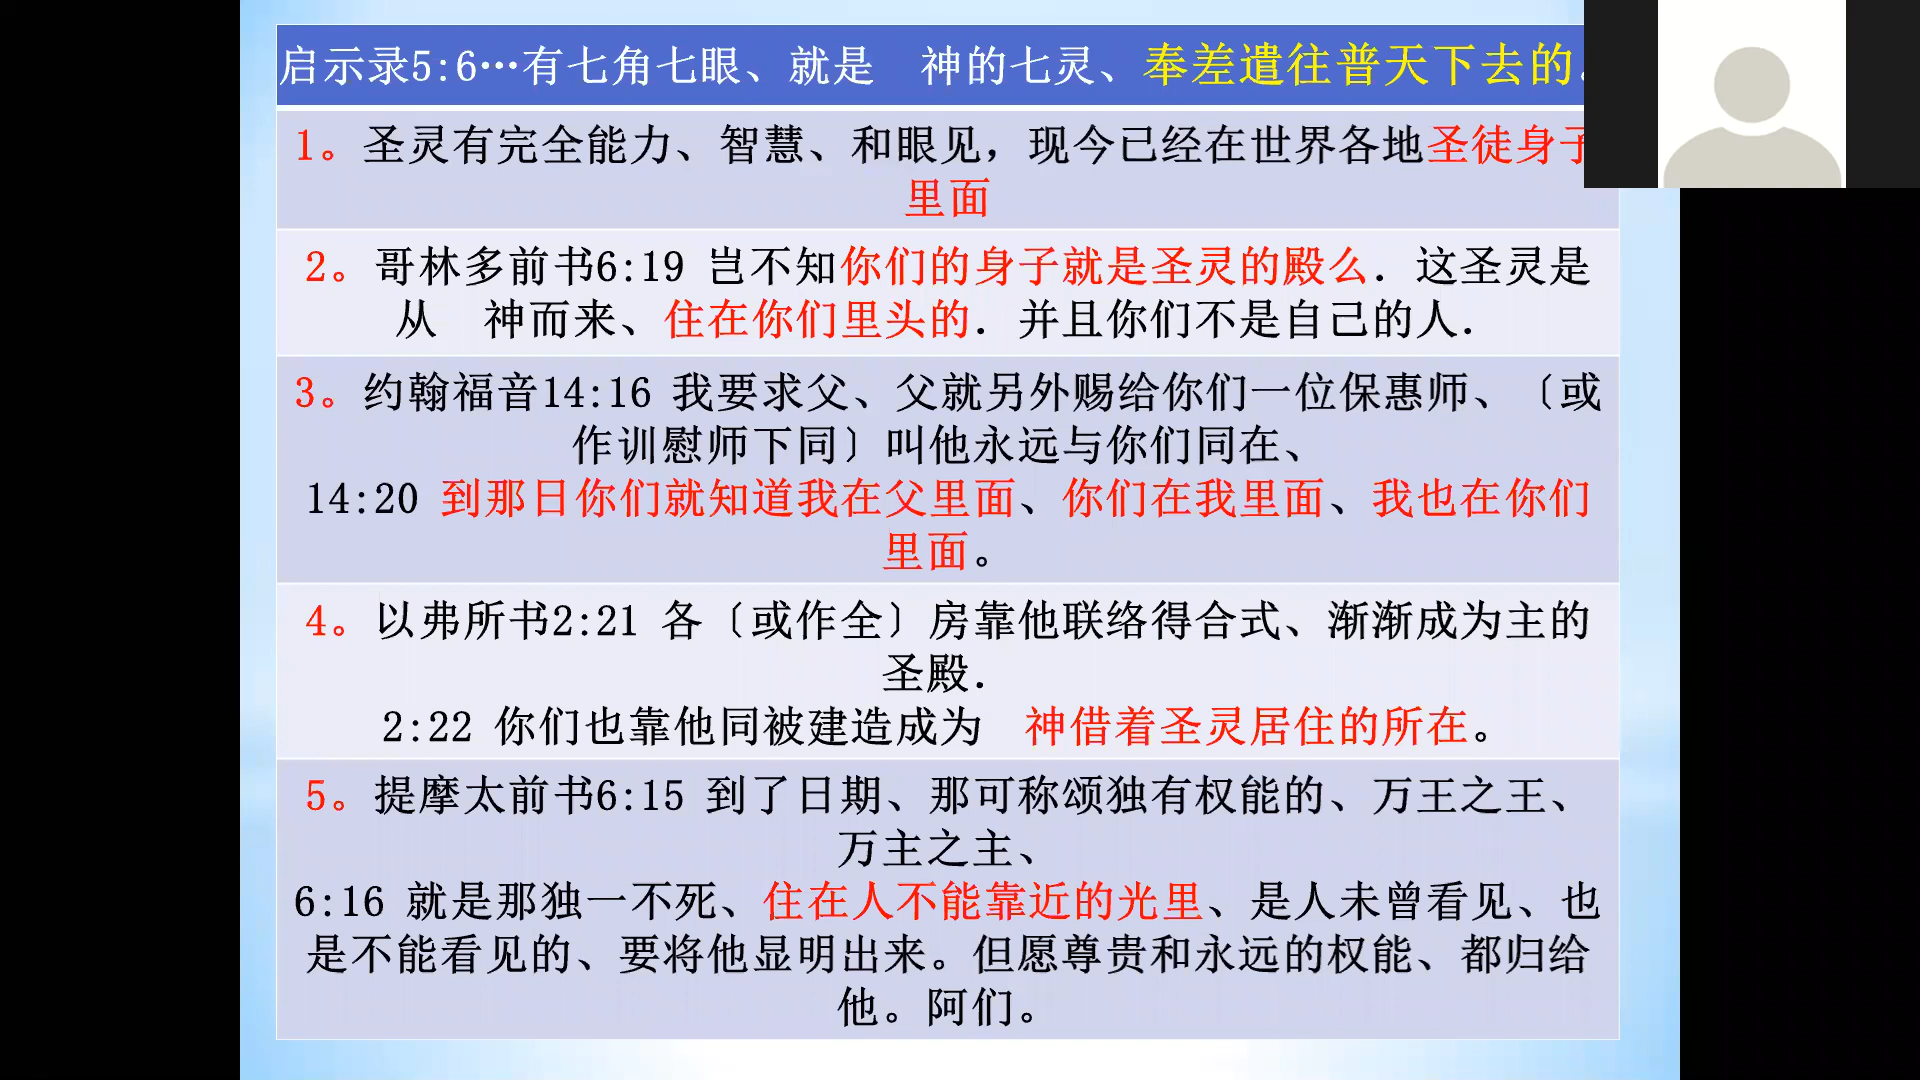 启示录5:6…有七角七眼、就是　神的七灵、奉差遣往普天下去的.
1。圣灵有完全能力、智慧、和眼见，现今已经在世界各地圣徒身子
里面
2。哥林多前书6:19 岂不知你们的身子就是圣灵的殿么．这圣灵是
从　神而来、住在你们里头的．并且你们不是自己的人．
3。约翰福音14:16 我要求父、父就另外赐给你们一位保惠师、〔或
作训慰师下同〕叫他永远与你们同在、
14:20 到那日你们就知道我在父里面、你们在我里面、我也在你们
里面。
4。以弗所书2:21 各〔或作全〕房靠他联络得合式、渐渐成为主的
圣殿．
2:22 你们也靠他同被建造成为　神借着圣灵居住的所在。
5。提摩太前书6:15 到了日期、那可称颂独有权能的、万王之王、
万主之主、
6:16 就是那独一不死、住在人不能靠近的光里、是人未曾看见、也
是不能看见的、要将他显明出来。但愿尊贵和永远的权能、都归给
他。阿们。